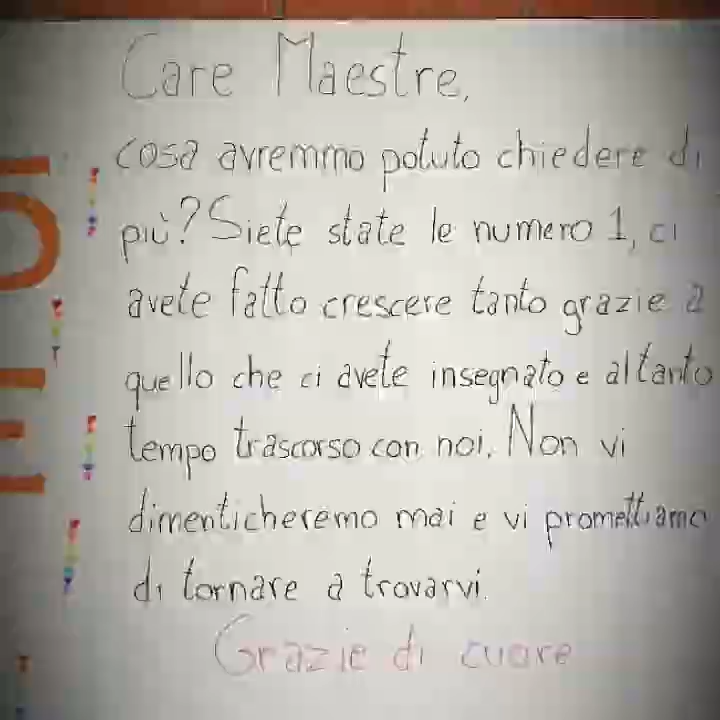 Care Maestre,
cosa avremmo potuto chiedere di
più? Siete state le numero 1, ci
avete fatto crescere tanto grazie a
quello che ci avete insegnato e al tanto
tempo trascorso con noi. Non vi
dimenticheremo mai e vi promettiamo
di tornare a trovarvi.
Grazie di cuore